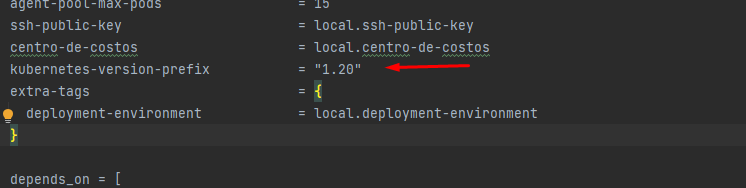 agent-pool-max-pods = 15
ssh-public-key = local.ssh-public-key
centro-de-costos = local.centro-de-costos
kubernetes-version-prefix = "1.20"
extra-tags = {
deployment-environment = local.deployment-environment
}
depends_on = [